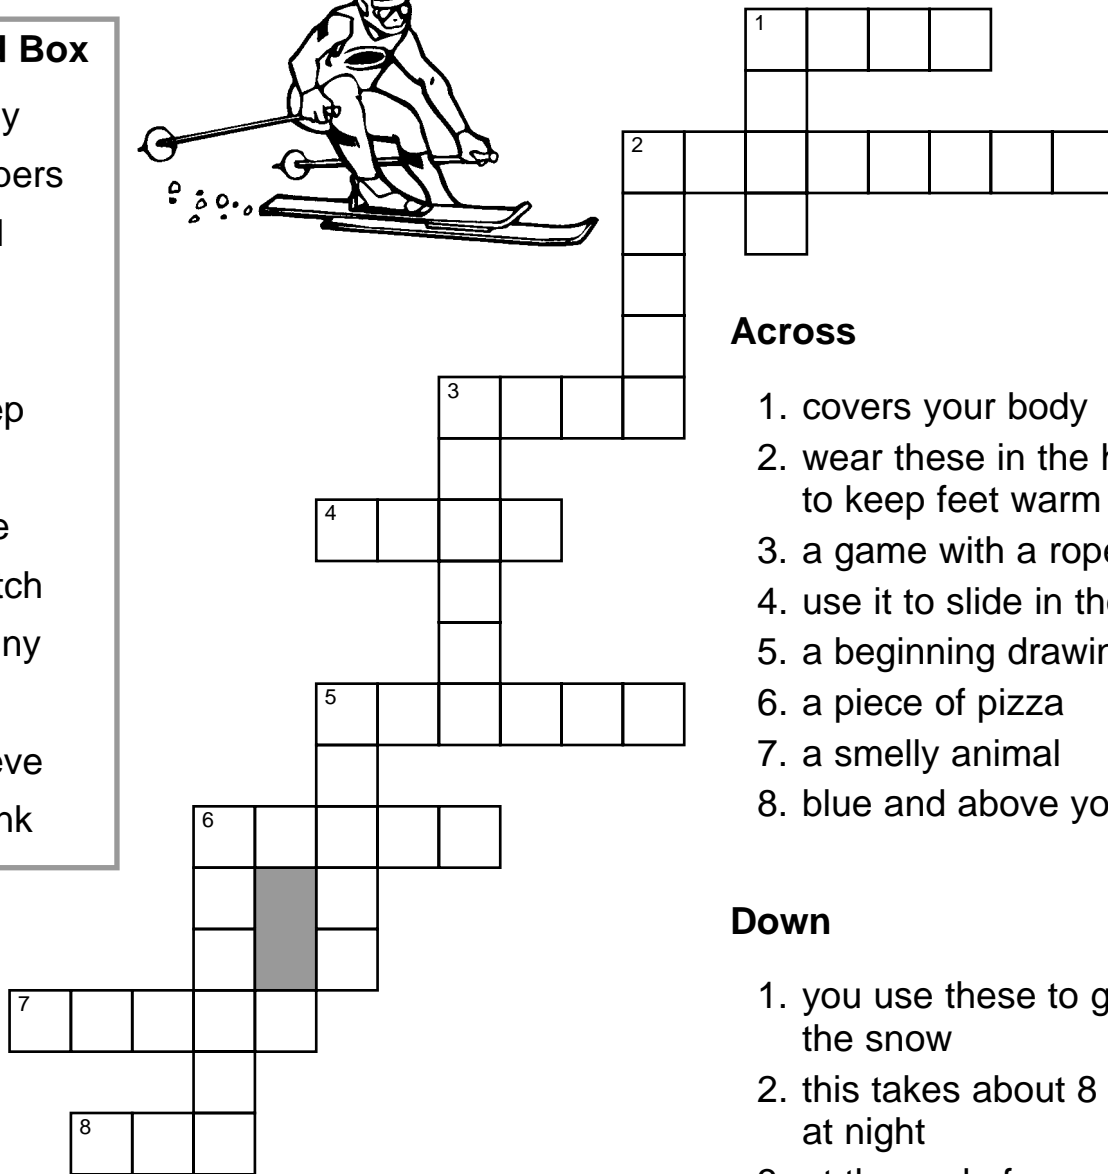 Box
y
pers
ep
e
tch
ny
eve
nk
1
2
3
4
5
6
7
8
Across
1. covers your body
2. wear these in the
to keep feet warm
3. a game with a rope
4. use it to slide in the
5. a beginning drawin
6. a piece of pizza
7. a smelly animal
8. blue and above yo
Down
1. you use these to g
the snow
2. this takes about 8
at night